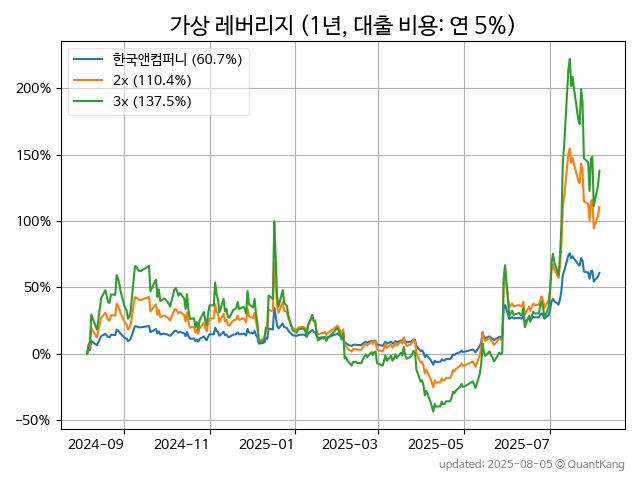 가상 레버리지 (1년, 대출 비용: 연 5%)
한국앤컴퍼니 (60.7%)
2x (110.4%)
3x (137.5%)
200%
150%
100%
50%
0%
−50%
2024-09
2024-11
2025-01
2025-03
2025-05
2025-07
updated: 2025-08-05 © QuantKang